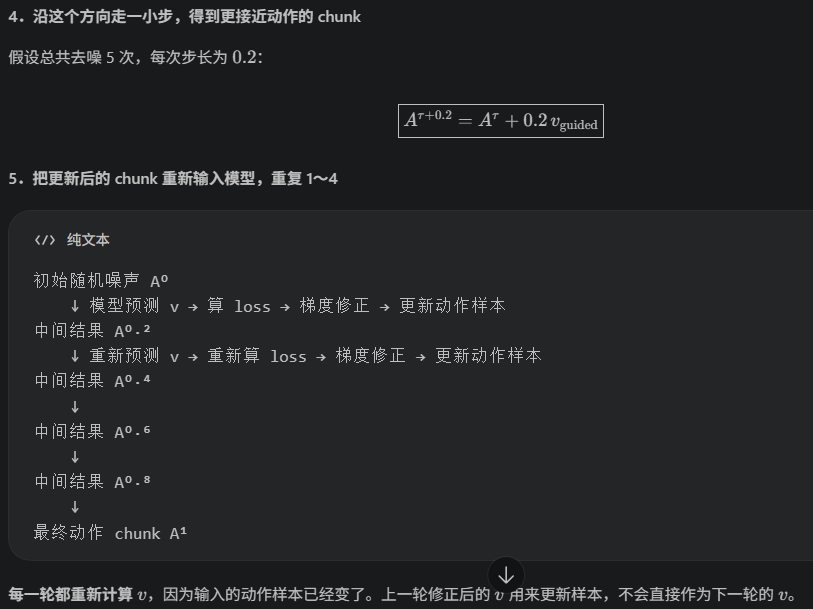 4. 沿这个方向走一小步，得到更接近动作的 chunk
假设总共去噪 5 次，每次步长为 0.2：
A^{τ+0.2} = A^τ + 0.2 v_{guided}
5. 把更新后的 chunk 重新输入模型，重复 1～4
</> 纯文本
初始随机噪声 A⁰
↓ 模型预测 v → 算 loss → 梯度修正 → 更新动作样本
中间结果 A⁰·²
↓ 重新预测 v → 重新算 loss → 梯度修正 → 更新动作样本
中间结果 A⁰·⁴
↓
中间结果 A⁰·⁶
↓
中间结果 A⁰·⁸
↓
最终动作 chunk A¹
每一轮都重新计算 v，因为输入的动作样本已经变了。上一轮修正后的 v 用来更新样本，不会直接作为下一轮的 v。